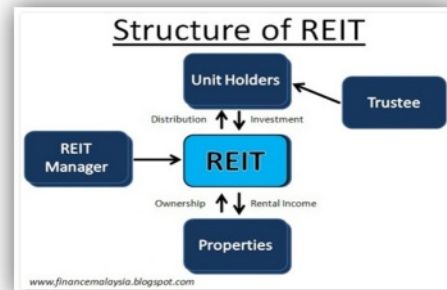 Structure of REIT
Unit Holders
Trustee
Distribution
Investment
REIT
Manager
REIT
Ownership
Rental Income
Properties
www.financemalaysia.blogspot.com